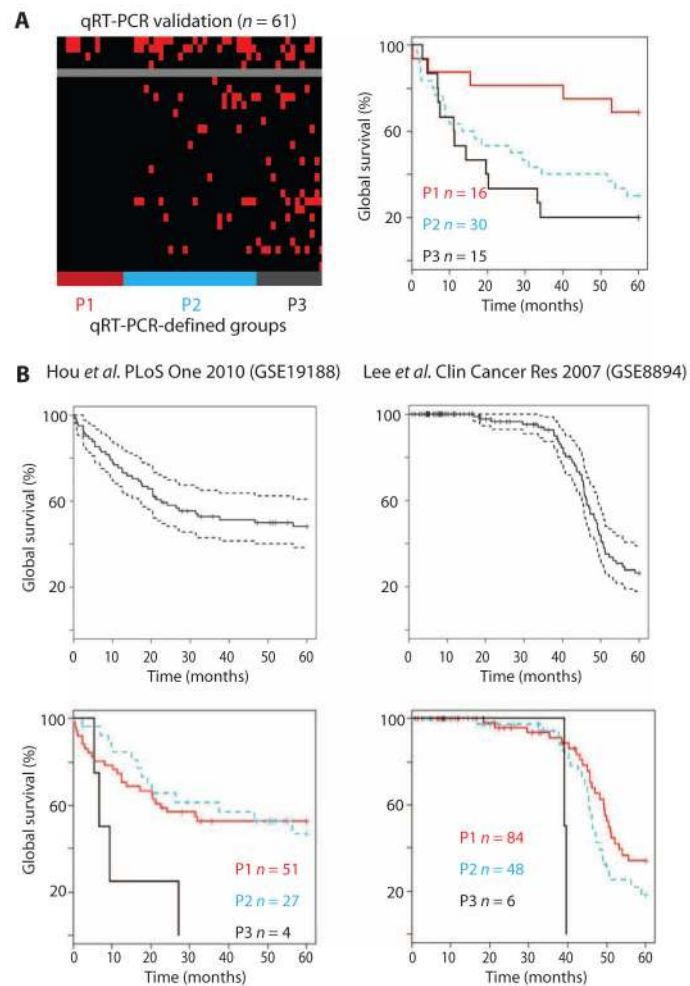 A
qRT-PCR validation (n = 61)
P1 P2 P3
qRT-PCR-defined groups
Global survival (%)
100
60
20
P1 n = 16
P2 n = 30
P3 n = 15
0 10 20 30 40 50 60
Time (months)
B
Hou et al. PLoS One 2010 (GSE19188)
Lee et al. Clin Cancer Res 2007 (GSE8894)
Global survival (%)
100
60
20
0 10 20 30 40 50 60
Time (months)
Global survival (%)
100
60
20
0 10 20 30 40 50 60
Time (months)
Global survival (%)
100
60
20
P1 n = 51
P2 n = 27
P3 n = 4
0 10 20 30 40 50 60
Time (months)
100
60
20
P1 n = 84
P2 n = 48
P3 n = 6
0 10 20 30 40 50 60
Time (months)